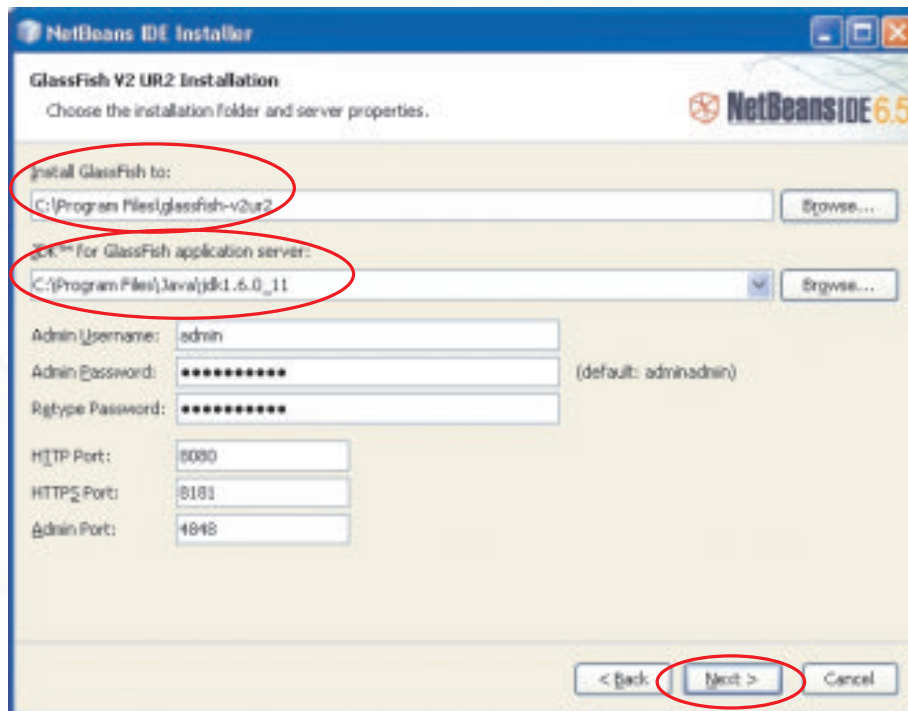 NetBeans IDE Installer
GlassFish V2 UR2 Installation
Choose the installation folder and server properties.
NetBeans IDE 6.5
Install GlassFish to:
C:\Program Files\glassfish-v2ur2
Browse...
JDK™ for GlassFish application server:
C:\Program Files\Java\jdk1.6.0_11
Browse...
Admin Username: admin
Admin Password: •••••••••• (default: adminadmin)
Retype Password: ••••••••••
HTTP Port: 8080
HTTPS Port: 8181
Admin Port: 4848
< Back Next > Cancel